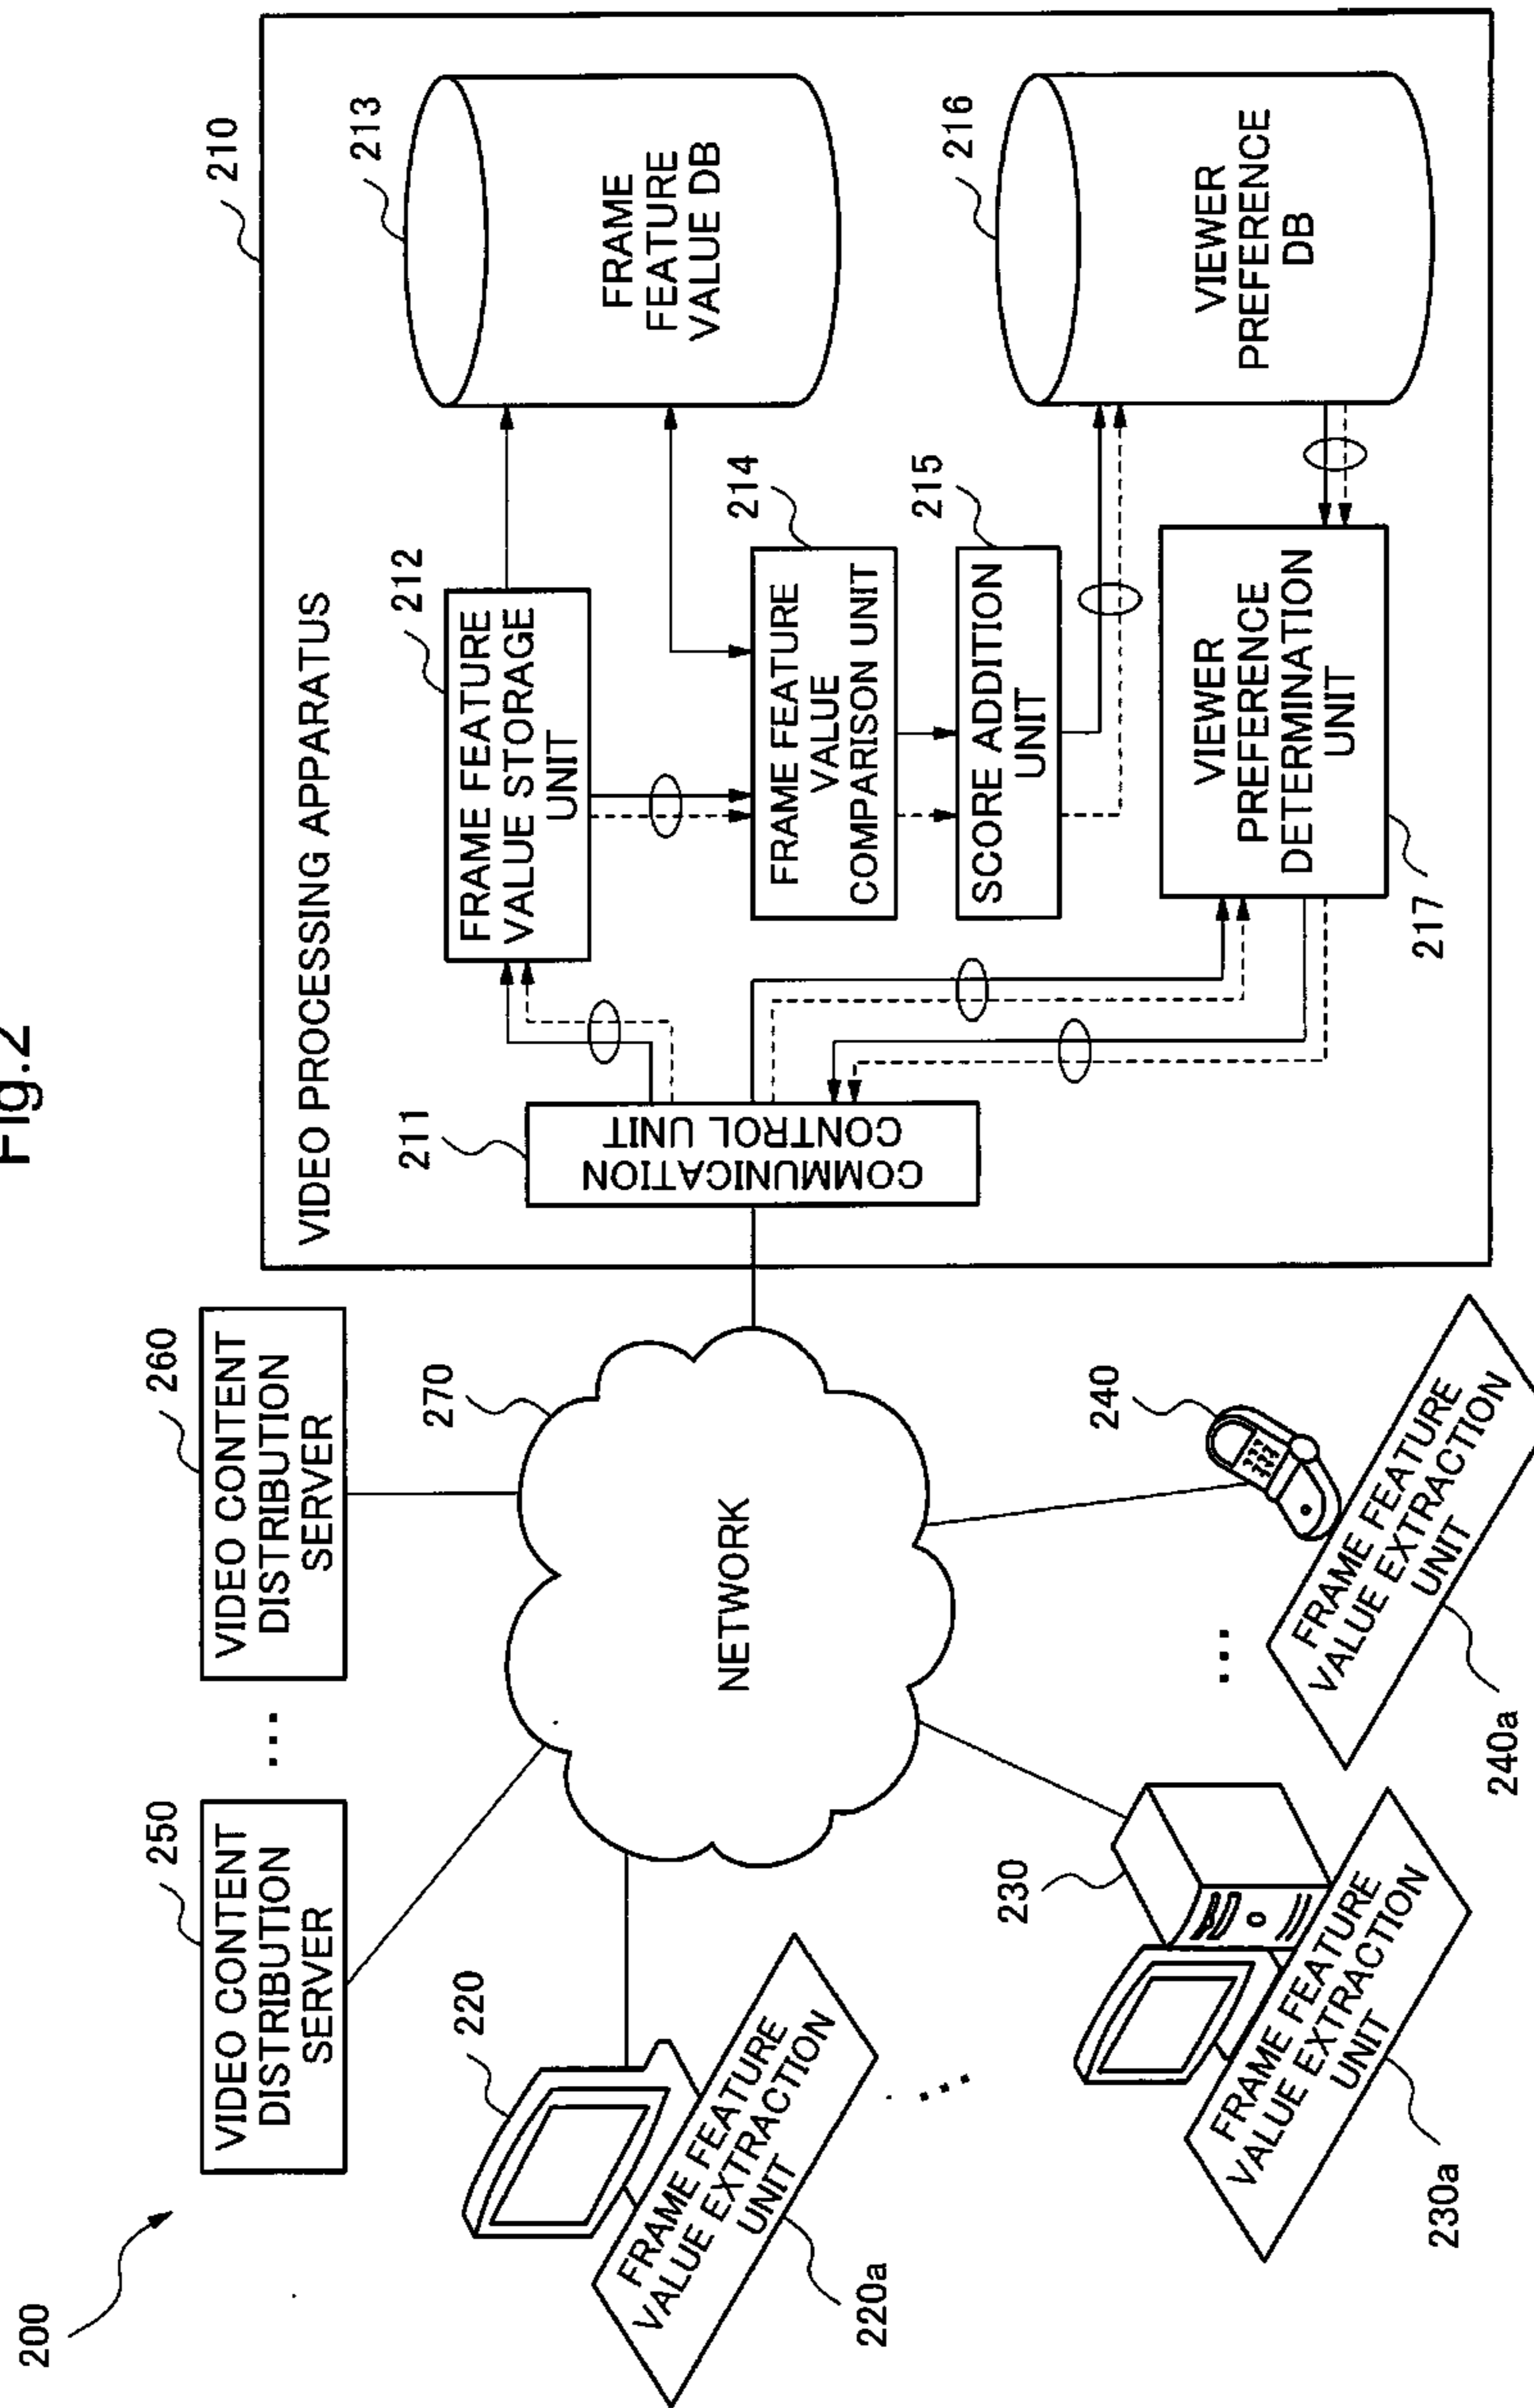 Fig.2
200
VIDEO CONTENT
DISTRIBUTION
SERVER
250
...
VIDEO CONTENT
DISTRIBUTION
SERVER
260
NETWORK
270
220
FRAME FEATURE
VALUE EXTRACTION
UNIT
220a
230
FRAME FEATURE
VALUE EXTRACTION
UNIT
230a
...
240
FRAME FEATURE
VALUE EXTRACTION
UNIT
240a
210
VIDEO PROCESSING APPARATUS
211
COMMUNICATION
CONTROL UNIT
212
FRAME FEATURE
VALUE STORAGE
UNIT
213
FRAME
FEATURE
VALUE DB
214
FRAME FEATURE
VALUE
COMPARISON UNIT
215
SCORE ADDITION
UNIT
216
VIEWER
PREFERENCE
DB
VIEWER
PREFERENCE
DETERMINATION
UNIT
217